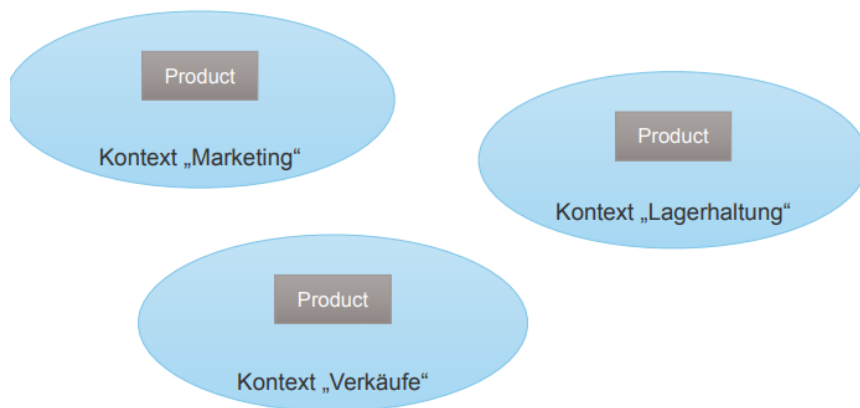 Product
Kontext „Marketing“
Product
Kontext „Lagerhaltung“
Product
Kontext „Verkäufe“